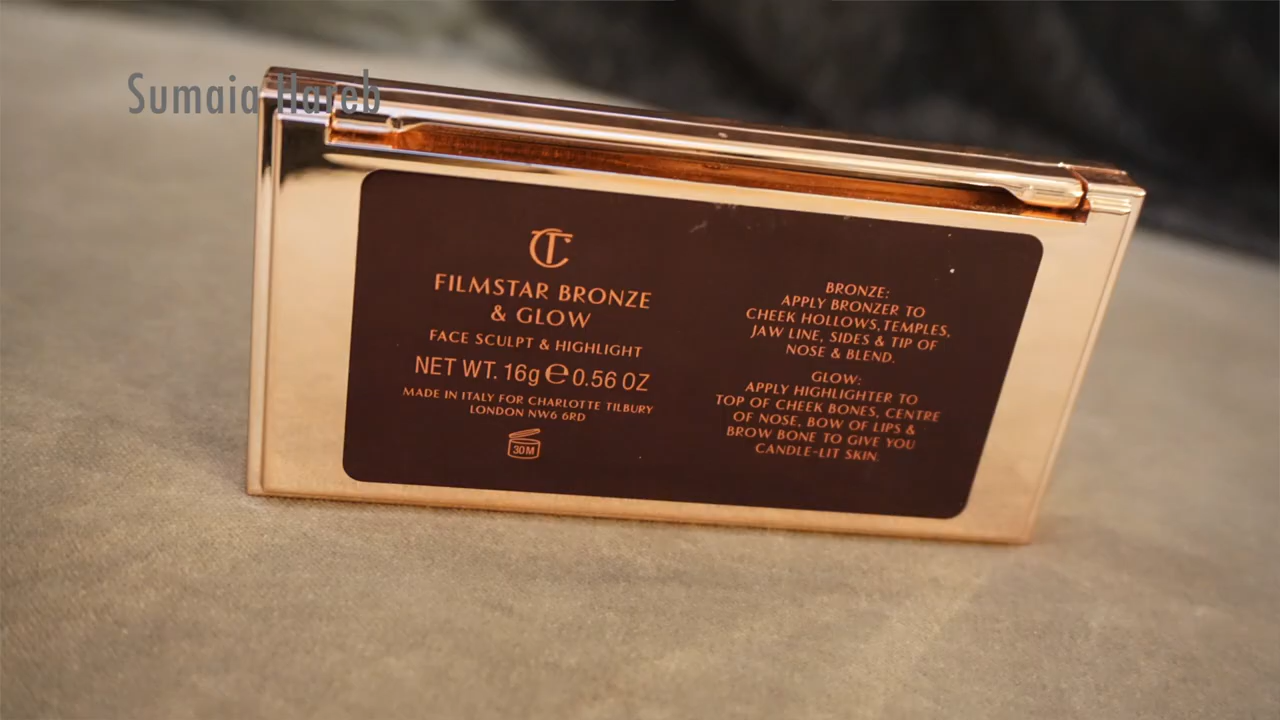 Sumaia Hareb
CT
FILMSTAR BRONZE
& GLOW
FACE SCULPT & HIGHLIGHT
NET WT. 16g ℮ 0.56 OZ
MADE IN ITALY FOR CHARLOTTE TILBURY
LONDON NW6 6RD
30M
BRONZE:
APPLY BRONZER TO
CHEEK HOLLOWS, TEMPLES,
JAW LINE, SIDES & TIP OF
NOSE & BLEND.
GLOW:
APPLY HIGHLIGHTER TO
TOP OF CHEEK BONES, CENTRE
OF NOSE, BOW OF LIPS &
BROW BONE TO GIVE YOU
CANDLE-LIT SKIN.